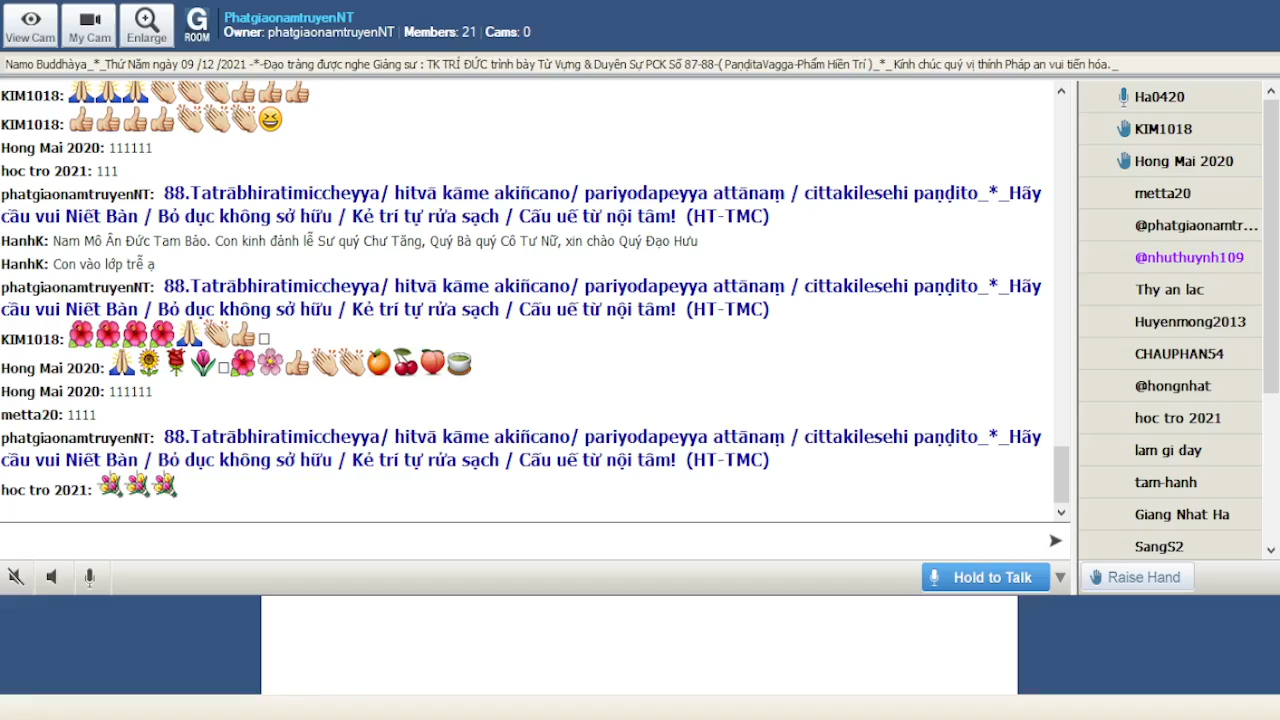 View Cam
My Cam
Enlarge
G
ROOM
PhatgiaonamtruyenNT
Owner: phatgiaonamtruyenNT | Members: 21 | Cams: 0
Namo Buddhàya_*_Thứ Năm ngày 09 /12 /2021 -*-Đạo tràng được nghe Giảng sư : TK TRÍ ĐỨC trình bày Từ Vựng & Duyên Sự PCK Số 87-88-( PaṇḍitaVagga-Phẩm Hiền Trí )_*_Kính chúc quý vị thính Pháp an vui tiến hóa._
KIM1018:
KIM1018:
Hong Mai 2020: 111111
hoc tro 2021: 111
phatgiaonamtruyenNT: 88.Tatrābhiratimiccheyya/ hitvā kāme akiñcano/ pariyodapeyya attānaṃ / cittakilesehi paṇḍito_*_Hãy
cầu vui Niết Bàn / Bỏ dục không sở hữu / Kẻ trí tự rửa sạch / Cấu uế từ nội tâm! (HT-TMC)
HanhK: Nam Mô Ân Đức Tam Bảo. Con kinh đảnh lễ Sư quý Chư Tăng, Quý Bà quý Cô Tư Nữ, xin chào Quý Đạo Hưu
HanhK: Con vào lớp trễ ạ
phatgiaonamtruyenNT: 88.Tatrābhiratimiccheyya/ hitvā kāme akiñcano/ pariyodapeyya attānaṃ / cittakilesehi paṇḍito_*_Hãy
cầu vui Niết Bàn / Bỏ dục không sở hữu / Kẻ trí tự rửa sạch / Cấu uế từ nội tâm! (HT-TMC)
KIM1018:
Hong Mai 2020:
Hong Mai 2020: 111111
metta20: 1111
phatgiaonamtruyenNT: 88.Tatrābhiratimiccheyya/ hitvā kāme akiñcano/ pariyodapeyya attānaṃ / cittakilesehi paṇḍito_*_Hãy
cầu vui Niết Bàn / Bỏ dục không sở hữu / Kẻ trí tự rửa sạch / Cấu uế từ nội tâm! (HT-TMC)
hoc tro 2021:
Hold to Talk
Ha0420
KIM1018
Hong Mai 2020
metta20
@phatgiaonamtr...
@nhuthuynh109
Thy an lac
Huyenmong2013
CHAUPHAN54
@hongnhat
hoc tro 2021
lam gi day
tam-hanh
Giang Nhat Ha
SangS2
Raise Hand